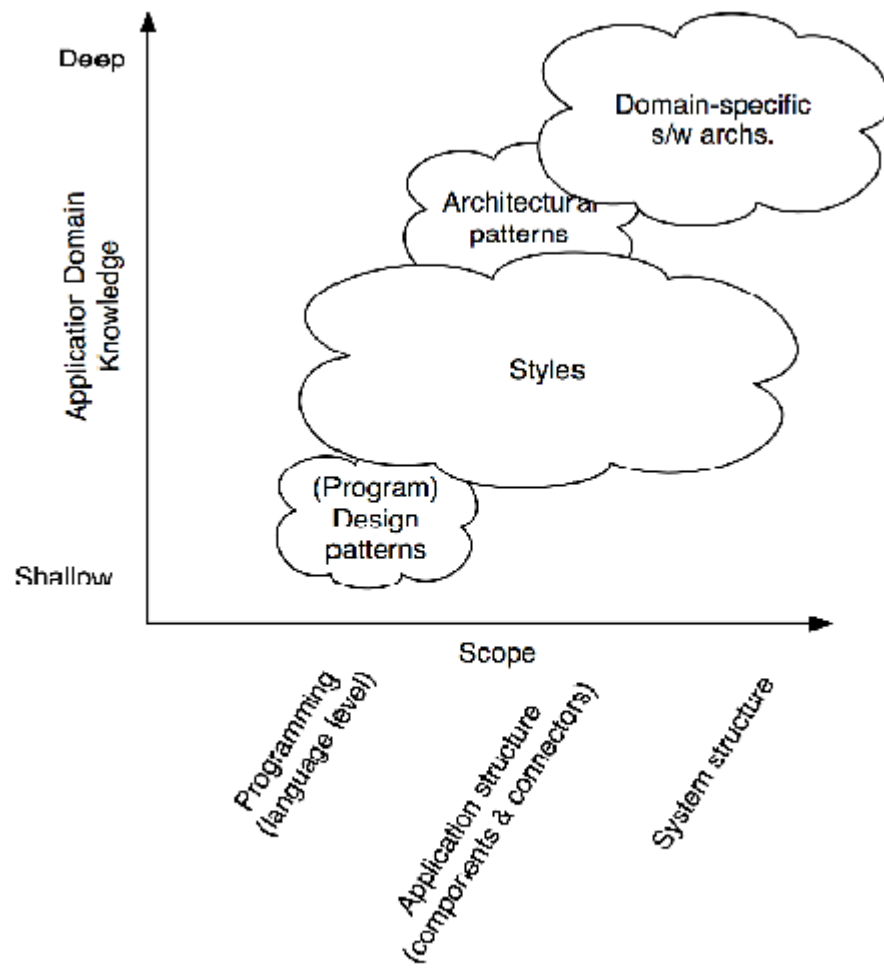 Deep
Domain-specific
s/w archs.
Architectural
patterns
Application Domain
Knowledge
Styles
(Program)
Design
patterns
Shallow
Scope
Programming
(language level)
Application structure
(components & connectors)
System structure